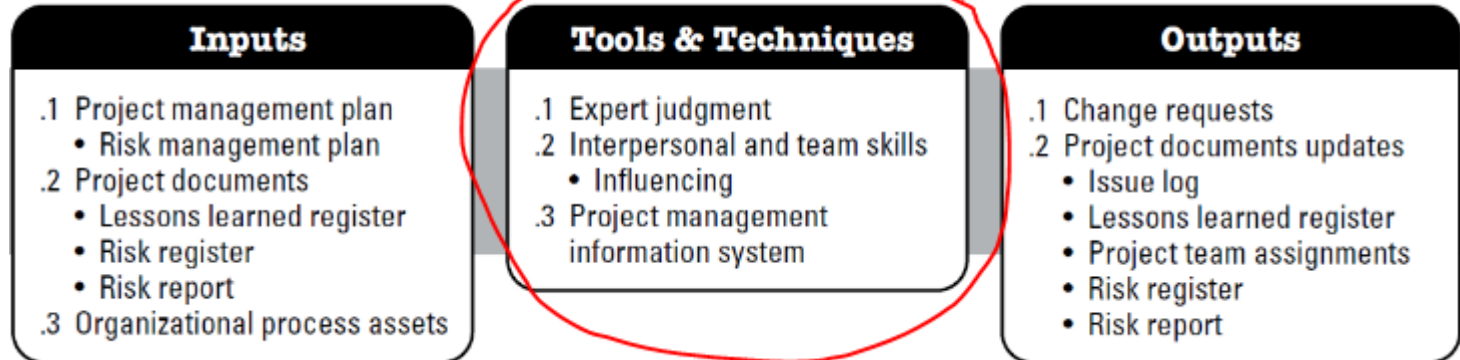 Inputs
.1 Project management plan
• Risk management plan
.2 Project documents
• Lessons learned register
• Risk register
• Risk report
.3 Organizational process assets
Tools & Techniques
.1 Expert judgment
.2 Interpersonal and team skills
• Influencing
.3 Project management
information system
Outputs
.1 Change requests
.2 Project documents updates
• Issue log
• Lessons learned register
• Project team assignments
• Risk register
• Risk report